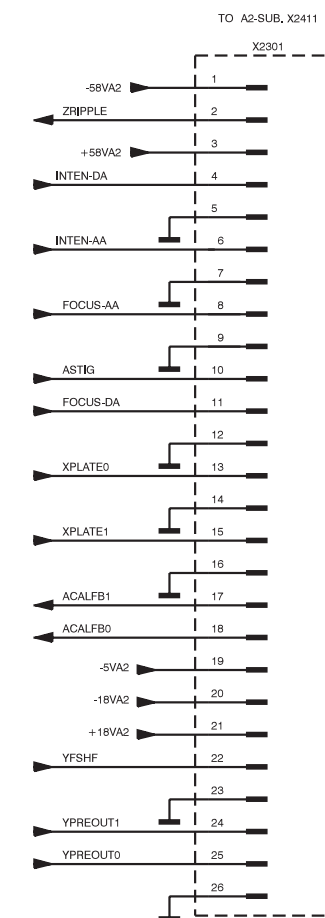 TO A2-SUB. X2411
X2301
-58VA2 1
ZRIPPLE 2
+58VA2 3
INTEN-DA 4
5
INTEN-AA 6
7
FOCUS-AA 8
9
ASTIG 10
FOCUS-DA 11
12
XPLATE0 13
14
XPLATE1 15
16
ACALFB1 17
ACALFB0 18
-5VA2 19
-18VA2 20
+18VA2 21
YFSHF 22
23
YPREOUT1 24
YPREOUT0 25
26